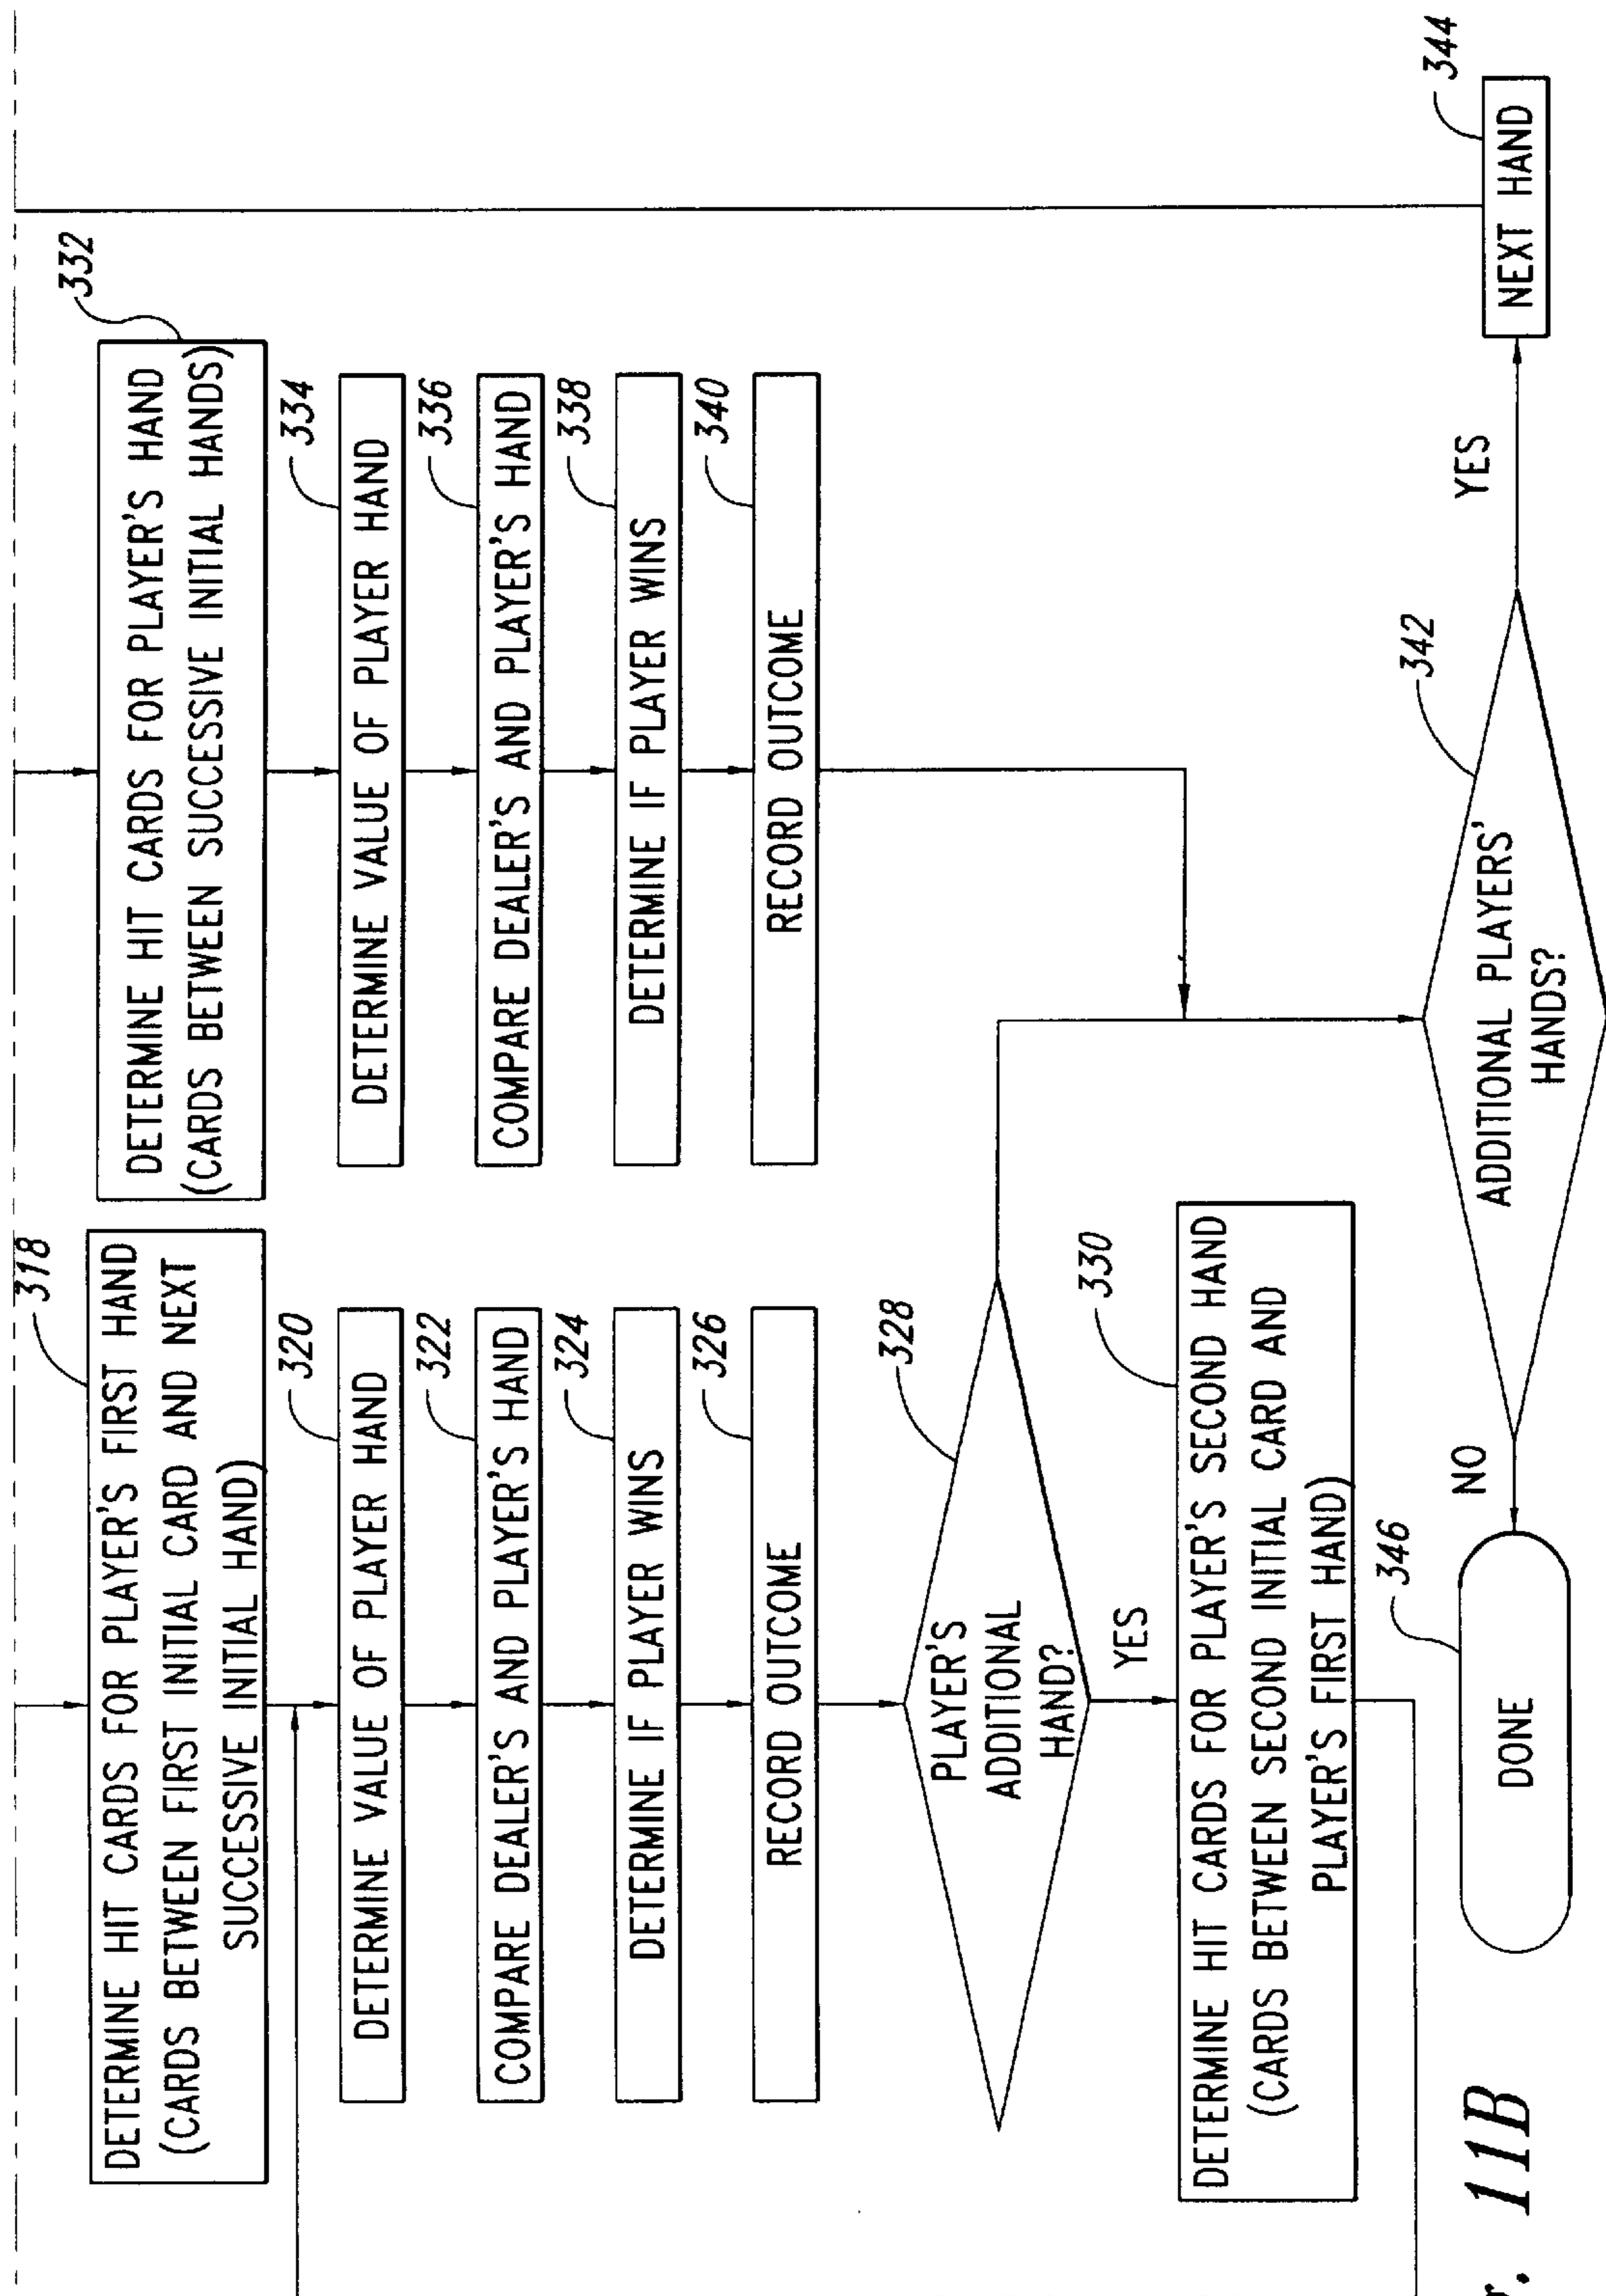 318
DETERMINE HIT CARDS FOR PLAYER'S FIRST HAND
(CARDS BETWEEN FIRST INITIAL CARD AND NEXT
SUCCESSIVE INITIAL HAND)
320
DETERMINE VALUE OF PLAYER HAND
322
COMPARE DEALER'S AND PLAYER'S HAND
324
DETERMINE IF PLAYER WINS
326
RECORD OUTCOME
328
PLAYER'S
ADDITIONAL
HAND?
YES
330
DETERMINE HIT CARDS FOR PLAYER'S SECOND HAND
(CARDS BETWEEN SECOND INITIAL CARD AND
PLAYER'S FIRST HAND)
332
DETERMINE HIT CARDS FOR PLAYER'S HAND
(CARDS BETWEEN SUCCESSIVE INITIAL HANDS)
334
DETERMINE VALUE OF PLAYER HAND
336
COMPARE DEALER'S AND PLAYER'S HAND
338
DETERMINE IF PLAYER WINS
340
RECORD OUTCOME
342
ADDITIONAL PLAYERS'
HANDS?
YES
344
NEXT HAND
NO
346
DONE
11B